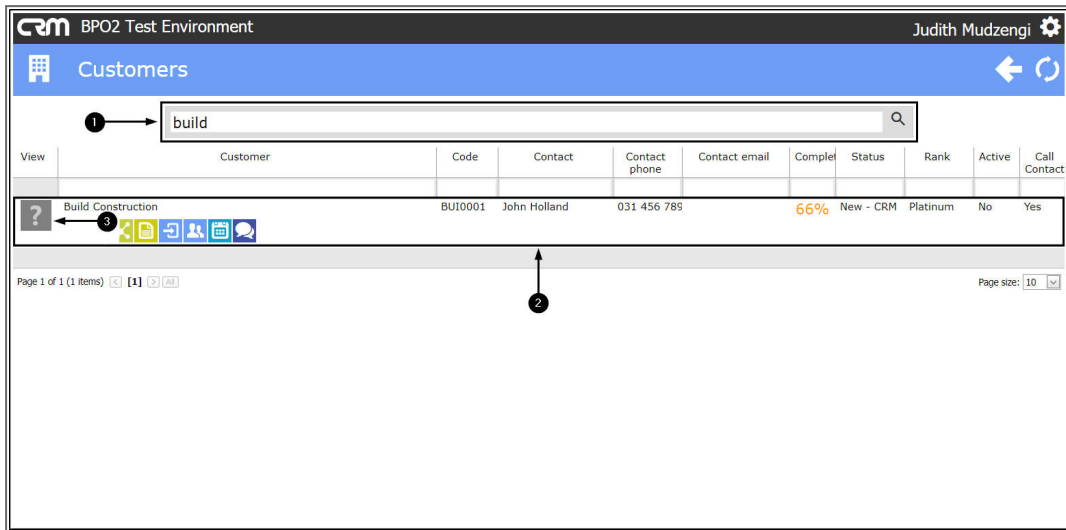 CRM BPO2 Test Environment Judith Mudzengi
Customers
1 build
View Customer Code Contact Contact phone Contact email Complet Status Rank Active Call Contact
? Build Construction BUI0001 John Holland 031 456 789 66% New - CRM Platinum No Yes
3
Page 1 of 1 (1 items) < [1] > All Page size: 10
2